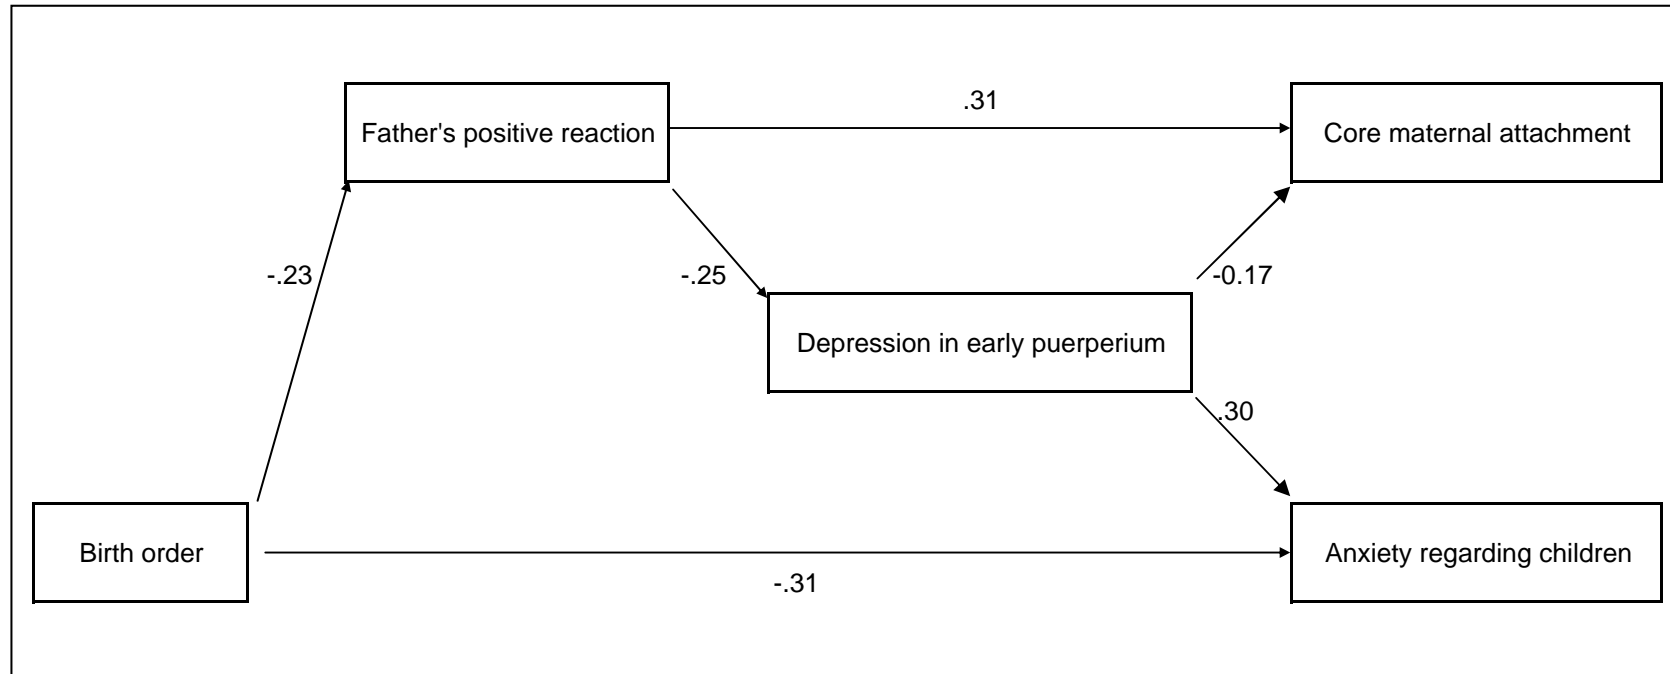 .31
Father's positive reaction
Core maternal attachment
-.23
-.25
-0.17
Depression in early puerperium
.30
Birth order
Anxiety regarding children
-.31